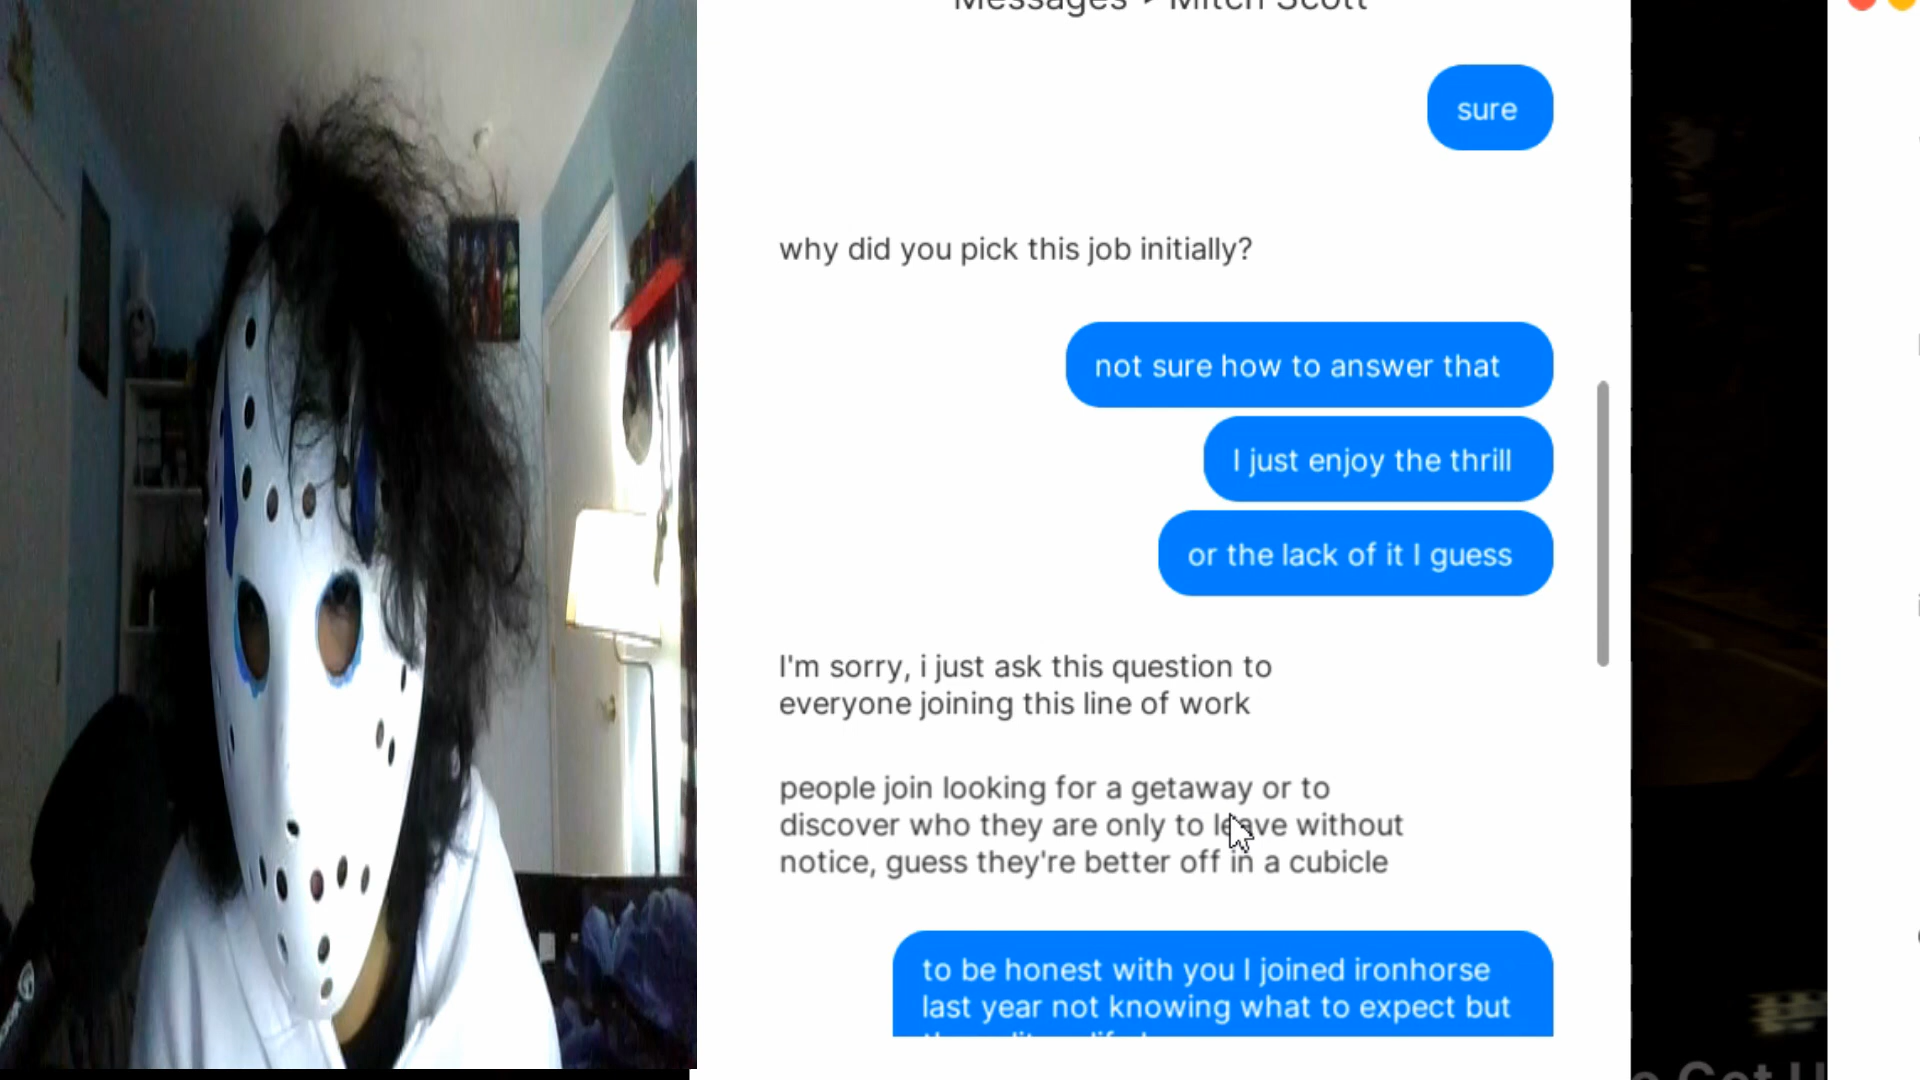 Messages • Mitch Scott
sure
why did you pick this job initially?
not sure how to answer that
I just enjoy the thrill
or the lack of it I guess
I'm sorry, i just ask this question to
everyone joining this line of work
people join looking for a getaway or to
discover who they are only to leave without
notice, guess they're better off in a cubicle
to be honest with you I joined ironhorse
last year not knowing what to expect but